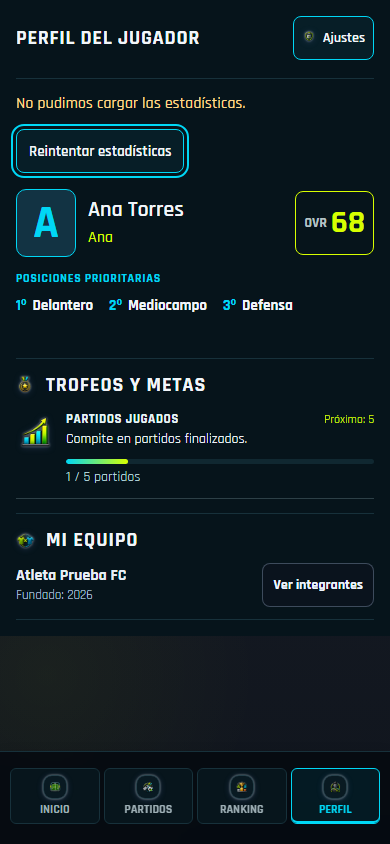 PERFIL DEL JUGADOR
Ajustes
No pudimos cargar las estadísticas.
Reintentar estadísticas
A
Ana Torres
Ana
OVR 68
POSICIONES PRIORITARIAS
1º Delantero 2º Mediocampo 3º Defensa
TROFEOS Y METAS
PARTIDOS JUGADOS
Próximo: 5
Compite en partidos finalizados.
1 / 5 partidos
MI EQUIPO
Atleta Prueba FC
Fundado: 2026
Ver integrantes
INICIO
PARTIDOS
RANKING
PERFIL